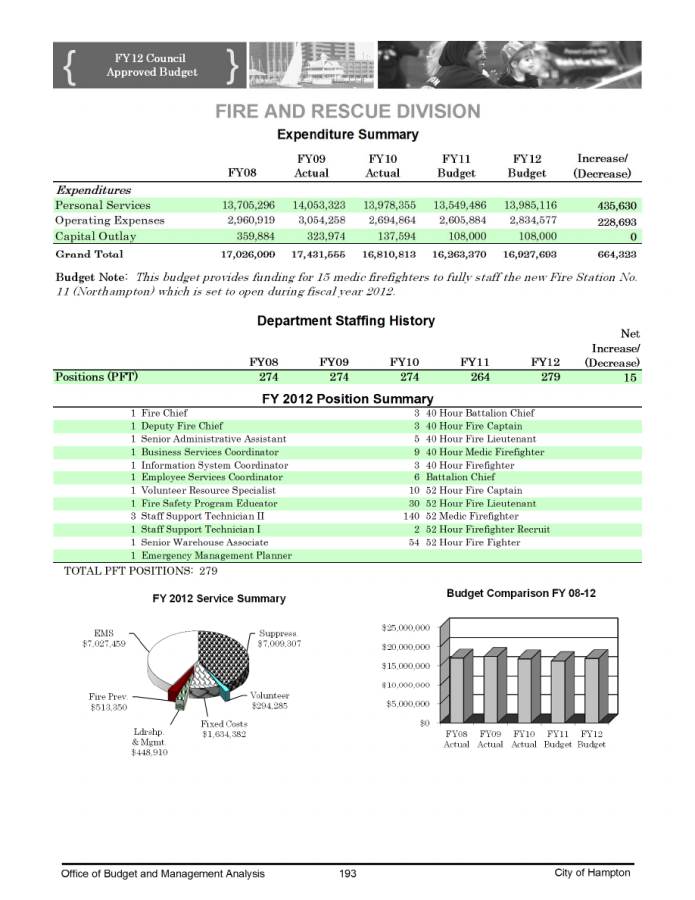 FY12 Council
Approved Budget
FIRE AND RESCUE DIVISION
Expenditure Summary
FY08 FY09 Actual FY10 Actual FY11 Budget FY12 Budget Increase/ (Decrease)
Expenditures
Personal Services 13,705,296 14,053,323 13,978,355 13,549,486 13,985,116 435,630
Operating Expenses 2,960,919 3,054,258 2,694,864 2,605,884 2,834,577 228,693
Capital Outlay 359,884 323,974 137,594 108,000 108,000 0
Grand Total 17,026,099 17,431,555 16,810,813 16,263,370 16,927,693 664,323
Budget Note: This budget provides funding for 15 medic firefighters to fully staff the new Fire Station No.
11 (Northampton) which is set to open during fiscal year 2012.
Department Staffing History
FY08 FY09 FY10 FY11 FY12 Net Increase/ (Decrease)
Positions (PFT) 274 274 274 264 279 15
FY 2012 Position Summary
1 Fire Chief 3 40 Hour Battalion Chief
1 Deputy Fire Chief 3 40 Hour Fire Captain
1 Senior Administrative Assistant 5 40 Hour Fire Lieutenant
1 Business Services Coordinator 9 40 Hour Medic Firefighter
1 Information System Coordinator 3 40 Hour Firefighter
1 Employee Services Coordinator 6 Battalion Chief
1 Volunteer Resource Specialist 10 52 Hour Fire Captain
1 Fire Safety Program Educator 30 52 Hour Fire Lieutenant
3 Staff Support Technician II 140 52 Medic Firefighter
1 Staff Support Technician I 2 52 Hour Firefighter Recruit
1 Senior Warehouse Associate 54 52 Hour Fire Fighter
1 Emergency Management Planner
TOTAL PFT POSITIONS: 279
FY 2012 Service Summary
EMS
$7,027,459
Suppress.
$7,009,307
Fire Prev.
$513,350
Volunteer
$294,285
Ldrshp.
& Mgmt.
$448,910
Fixed Costs
$1,634,382
Budget Comparison FY 08-12
$25,000,000
$20,000,000
$15,000,000
$10,000,000
$5,000,000
$0
FY08 FY09 FY10 FY11 FY12
Actual Actual Actual Budget Budget
Office of Budget and Management Analysis 193 City of Hampton